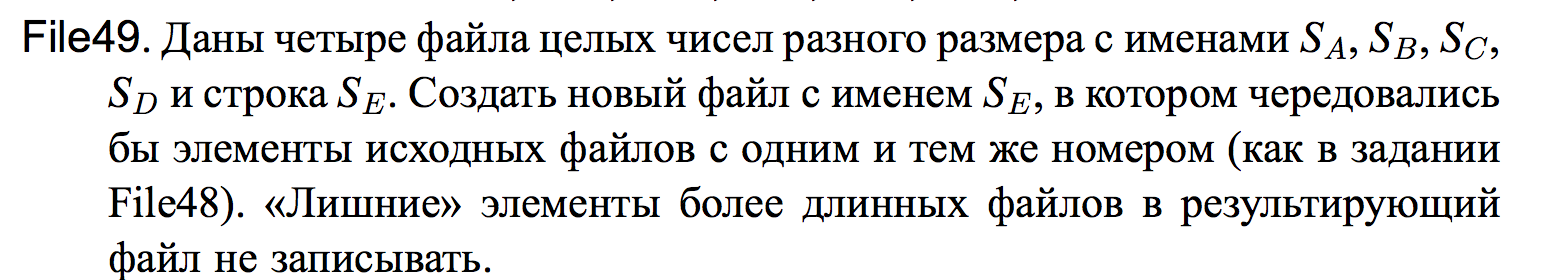 File49. Даны четыре файла целых чисел разного размера с именами S_A, S_B, S_C,
S_D и строка S_E. Создать новый файл с именем S_E, в котором чередовались
бы элементы исходных файлов с одним и тем же номером (как в задании
File48). «Лишние» элементы более длинных файлов в результирующий
файл не записывать.